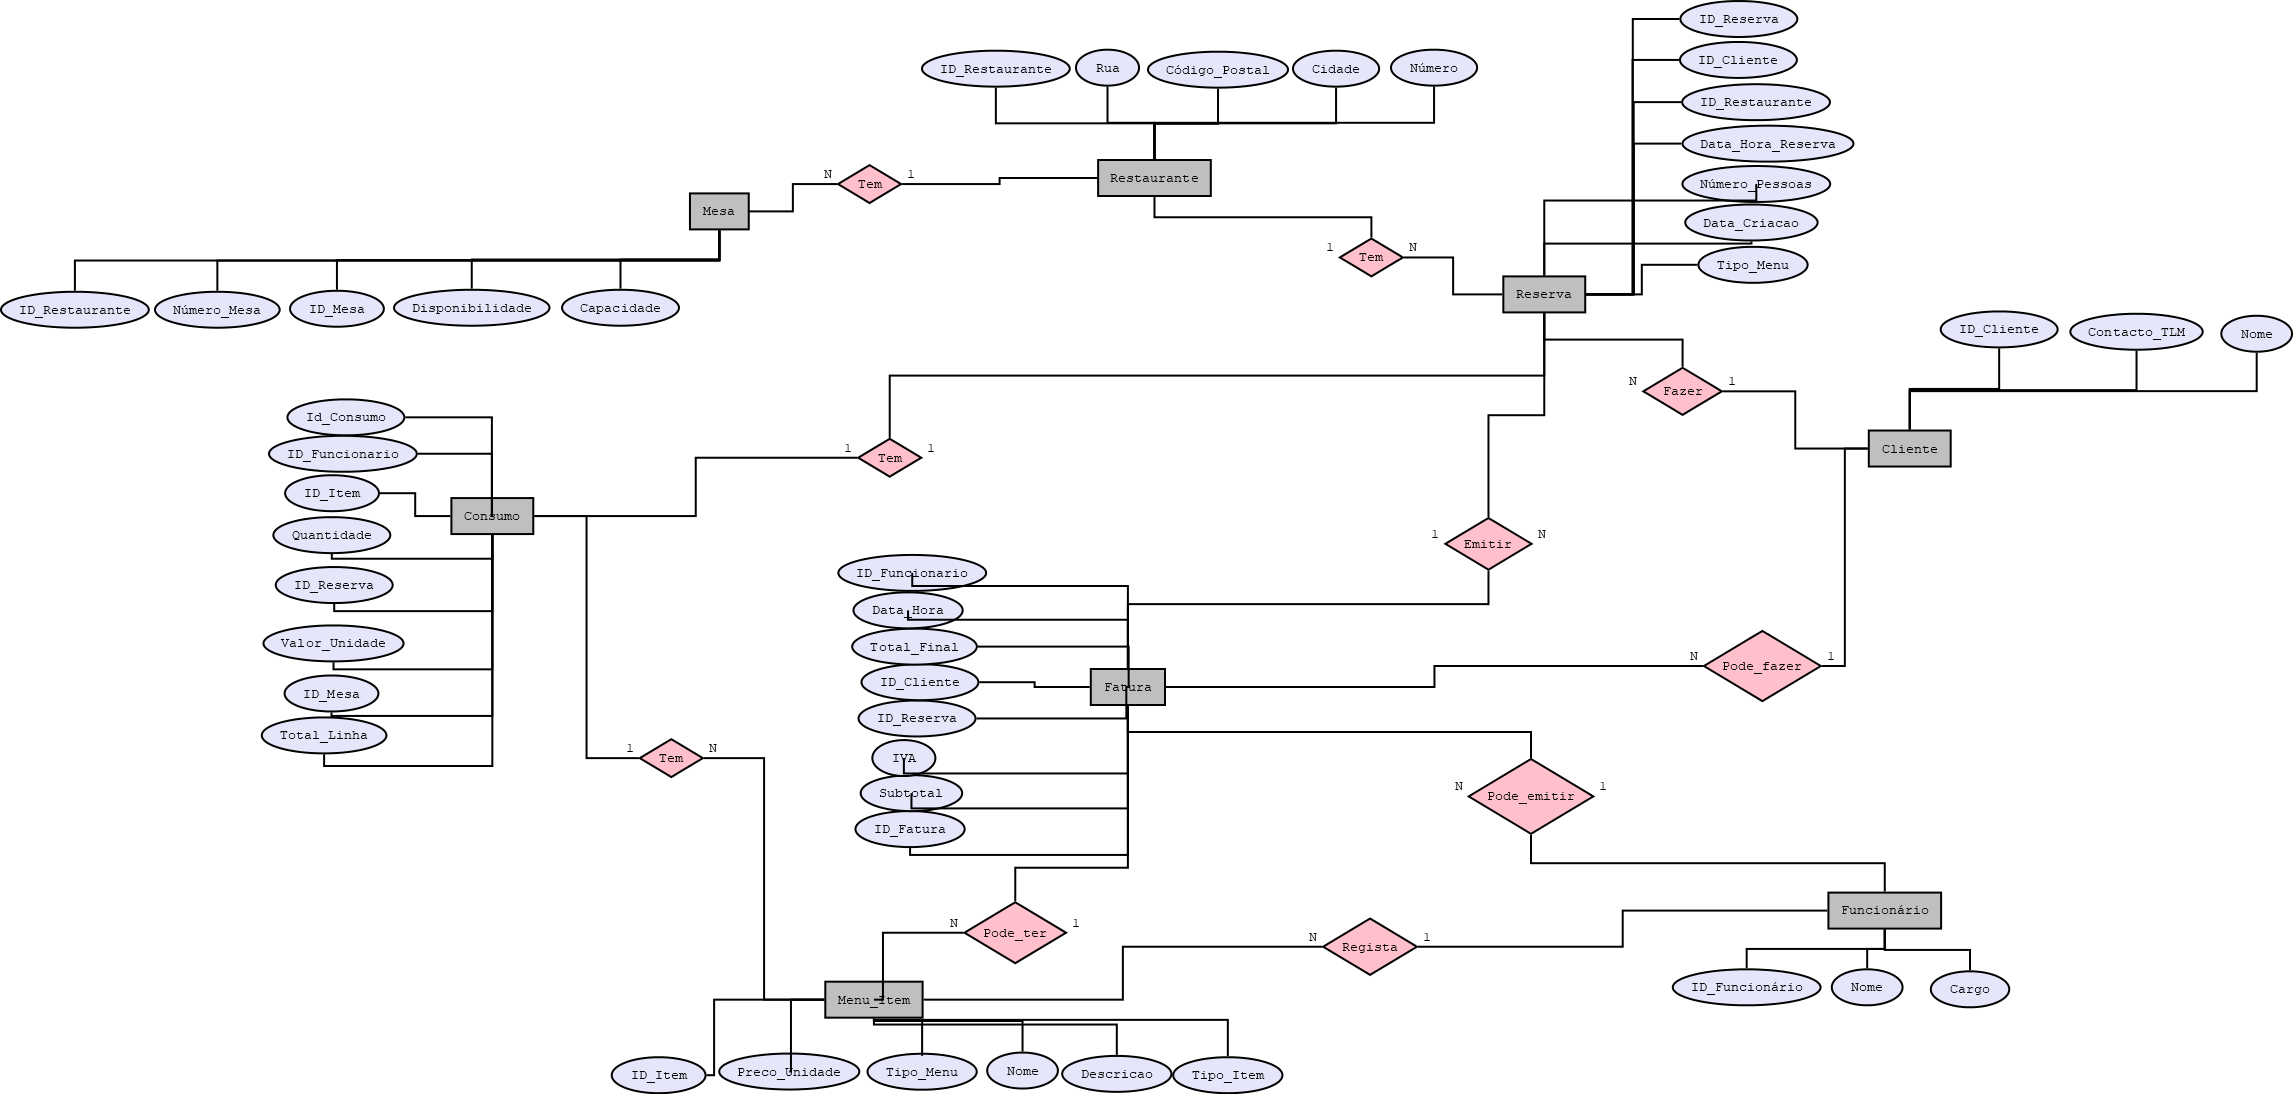 ID_Reserva
ID_Cliente
ID_Restaurante
Rua
Código_Postal
Cidade
Número
ID_Restaurante
Data_Hora_Reserva
Número_Pessoas
Data_Criacao
Tipo_Menu
N
Tem
1
Restaurante
Mesa
1
Tem
N
Reserva
ID_Restaurante
Número_Mesa
ID_Mesa
Disponibilidade
Capacidade
ID_Cliente
Contacto_TLM
Nome
N
Fazer
1
Cliente
Id_Consumo
ID_Funcionario
ID_Item
Quantidade
ID_Reserva
Valor_Unidade
ID_Mesa
Total_Linha
Consumo
1
Tem
1
1
Emitir
N
ID_Funcionario
Data_Hora
Total_Final
ID_Cliente
ID_Reserva
IVA
Subtotal
ID_Fatura
Fatura
N
Pode_fazer
1
1
Tem
N
N
Pode_emitir
1
N
Pode_ter
1
N
Regista
1
Funcionário
ID_Funcionário
Nome
Cargo
Menu_Item
ID_Item
Preco_Unidade
Tipo_Menu
Nome
Descricao
Tipo_Item